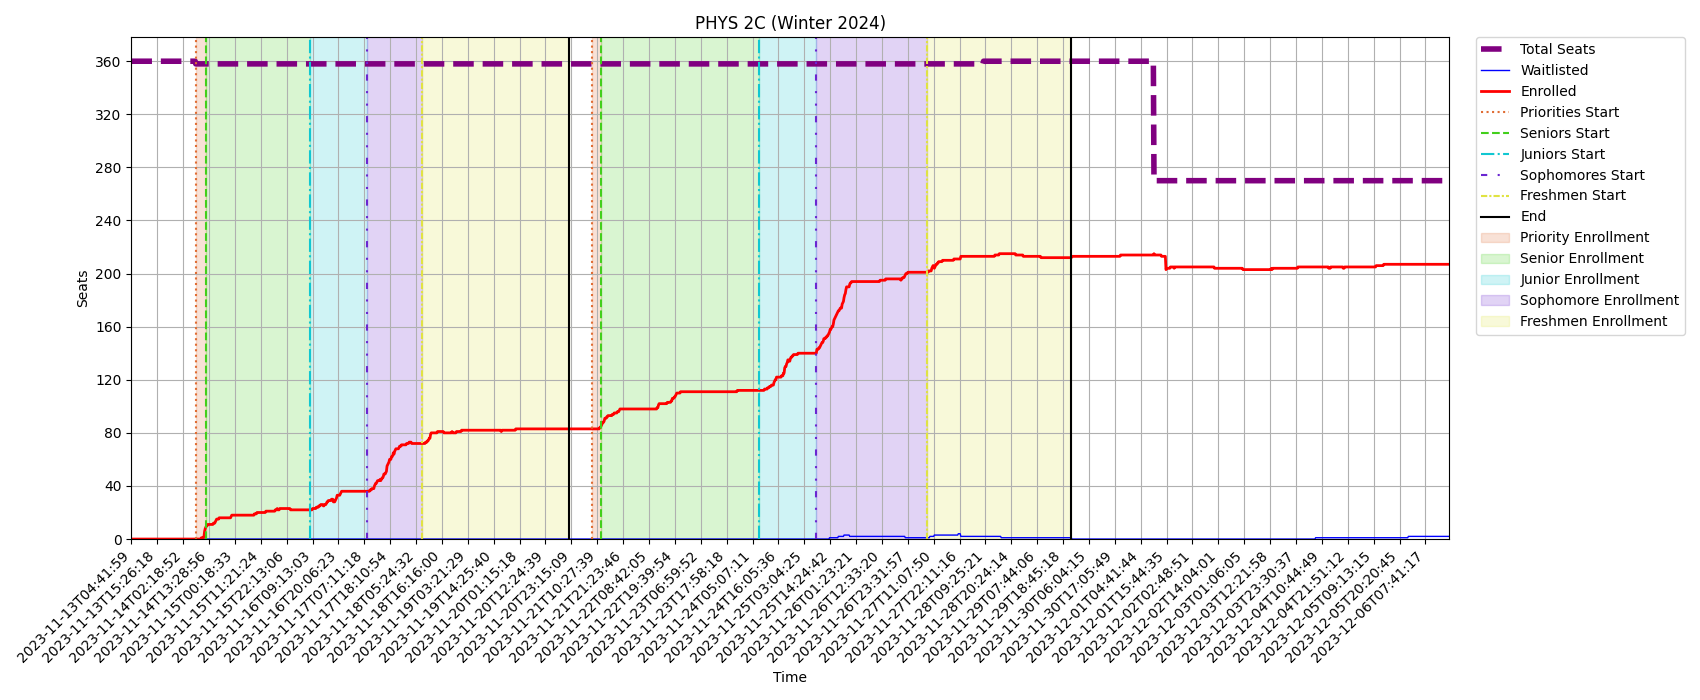 PHYS 2C (Winter 2024)
Seats
360
320
280
240
200
160
120
80
40
0
2023-11-13T04:41:59
2023-11-13T15:26:18
2023-11-14T02:18:52
2023-11-14T13:28:56
2023-11-15T00:18:33
2023-11-15T11:21:24
2023-11-15T22:13:06
2023-11-16T09:13:03
2023-11-16T20:06:23
2023-11-17T07:11:18
2023-11-17T18:10:54
2023-11-18T05:24:32
2023-11-18T16:16:00
2023-11-19T03:21:29
2023-11-19T14:25:40
2023-11-20T01:15:18
2023-11-20T12:24:39
2023-11-20T23:15:09
2023-11-21T10:27:39
2023-11-21T21:23:46
2023-11-22T08:42:05
2023-11-22T19:39:54
2023-11-23T06:59:52
2023-11-23T17:58:18
2023-11-24T05:07:11
2023-11-24T16:05:36
2023-11-25T03:04:25
2023-11-25T14:24:42
2023-11-26T01:23:21
2023-11-26T12:33:20
2023-11-26T23:31:57
2023-11-27T11:07:50
2023-11-27T22:11:16
2023-11-28T09:25:21
2023-11-28T20:24:14
2023-11-29T07:44:06
2023-11-29T18:45:18
2023-11-30T06:04:15
2023-11-30T17:05:49
2023-12-01T04:41:44
2023-12-01T15:44:35
2023-12-02T02:48:51
2023-12-02T14:04:01
2023-12-03T01:06:05
2023-12-03T12:21:58
2023-12-03T23:30:37
2023-12-04T10:44:49
2023-12-04T21:51:12
2023-12-05T09:13:15
2023-12-05T20:20:45
2023-12-06T07:41:17
Time
Total Seats
Waitlisted
Enrolled
Priorities Start
Seniors Start
Juniors Start
Sophomores Start
Freshmen Start
End
Priority Enrollment
Senior Enrollment
Junior Enrollment
Sophomore Enrollment
Freshmen Enrollment